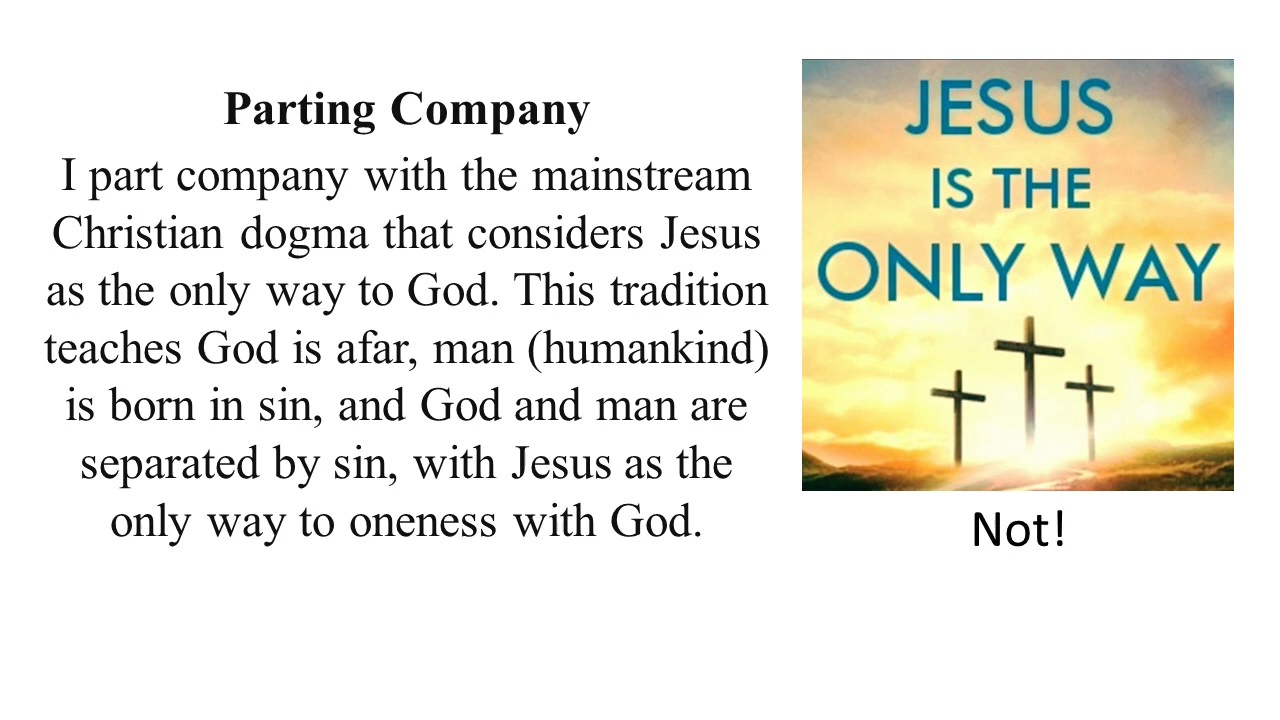 Parting Company
I part company with the mainstream
Christian dogma that considers Jesus
as the only way to God. This tradition
teaches God is afar, man (humankind)
is born in sin, and God and man are
separated by sin, with Jesus as the
only way to oneness with God.
JESUS
IS THE
ONLY WAY
Not!